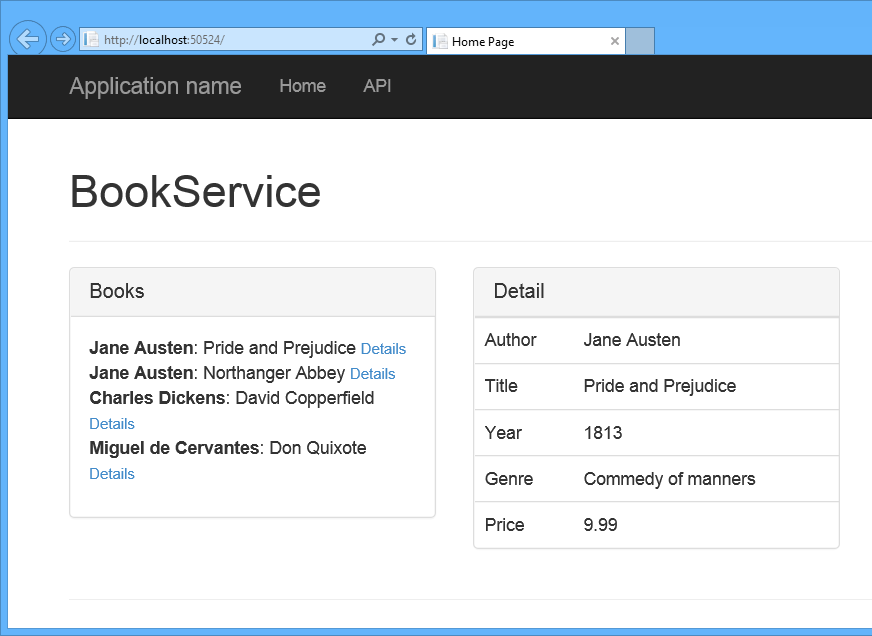 http://localhost:50524/
Home Page
Application name Home API
BookService
Books
Jane Austen: Pride and Prejudice Details
Jane Austen: Northanger Abbey Details
Charles Dickens: David Copperfield
Details
Miguel de Cervantes: Don Quixote
Details
Detail
Author Jane Austen
Title Pride and Prejudice
Year 1813
Genre Commedy of manners
Price 9.99